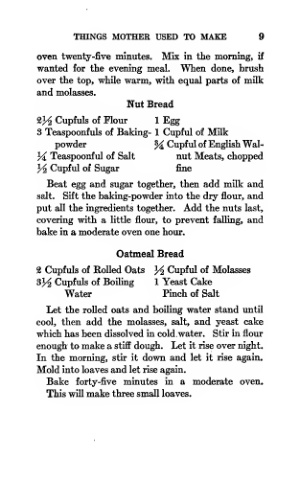 THINGS MOTHER USED TO MAKE 9
oven twenty-five minutes. Mix in the morning, if
wanted for the evening meal. When done, brush
over the top, while warm, with equal parts of milk
and molasses.
Nut Bread
2½ Cupfuls of Flour 1 Egg
3 Teaspoonfuls of Baking- 1 Cupful of Milk
powder ¾ Cupful of English Wal-
¼ Teaspoonful of Salt nut Meats, chopped
½ Cupful of Sugar fine
Beat egg and sugar together, then add milk and
salt. Sift the baking-powder into the dry flour, and
put all the ingredients together. Add the nuts last,
covering with a little flour, to prevent falling, and
bake in a moderate oven one hour.
Oatmeal Bread
2 Cupfuls of Rolled Oats ½ Cupful of Molasses
3½ Cupfuls of Boiling 1 Yeast Cake
Water Pinch of Salt
Let the rolled oats and boiling water stand until
cool, then add the molasses, salt, and yeast cake
which has been dissolved in cold water. Stir in flour
enough to make a stiff dough. Let it rise over night.
In the morning, stir it down and let it rise again.
Mold into loaves and let rise again.
Bake forty-five minutes in a moderate oven.
This will make three small loaves.